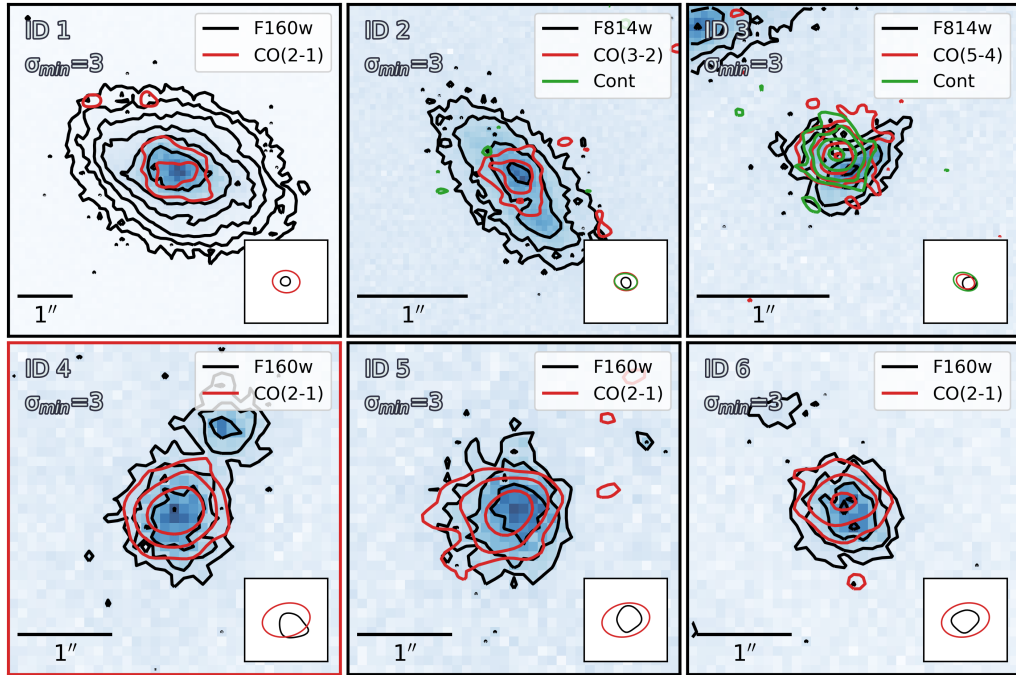 ID 1
σmin=3
F160w
CO(2-1)
1″
ID 2
σmin=3
F814w
CO(3-2)
Cont
1″
ID 3
σmin=3
F814w
CO(5-4)
Cont
1″
ID 4
σmin=3
F160w
CO(2-1)
1″
ID 5
σmin=3
F160w
CO(2-1)
1″
ID 6
σmin=3
F160w
CO(2-1)
1″